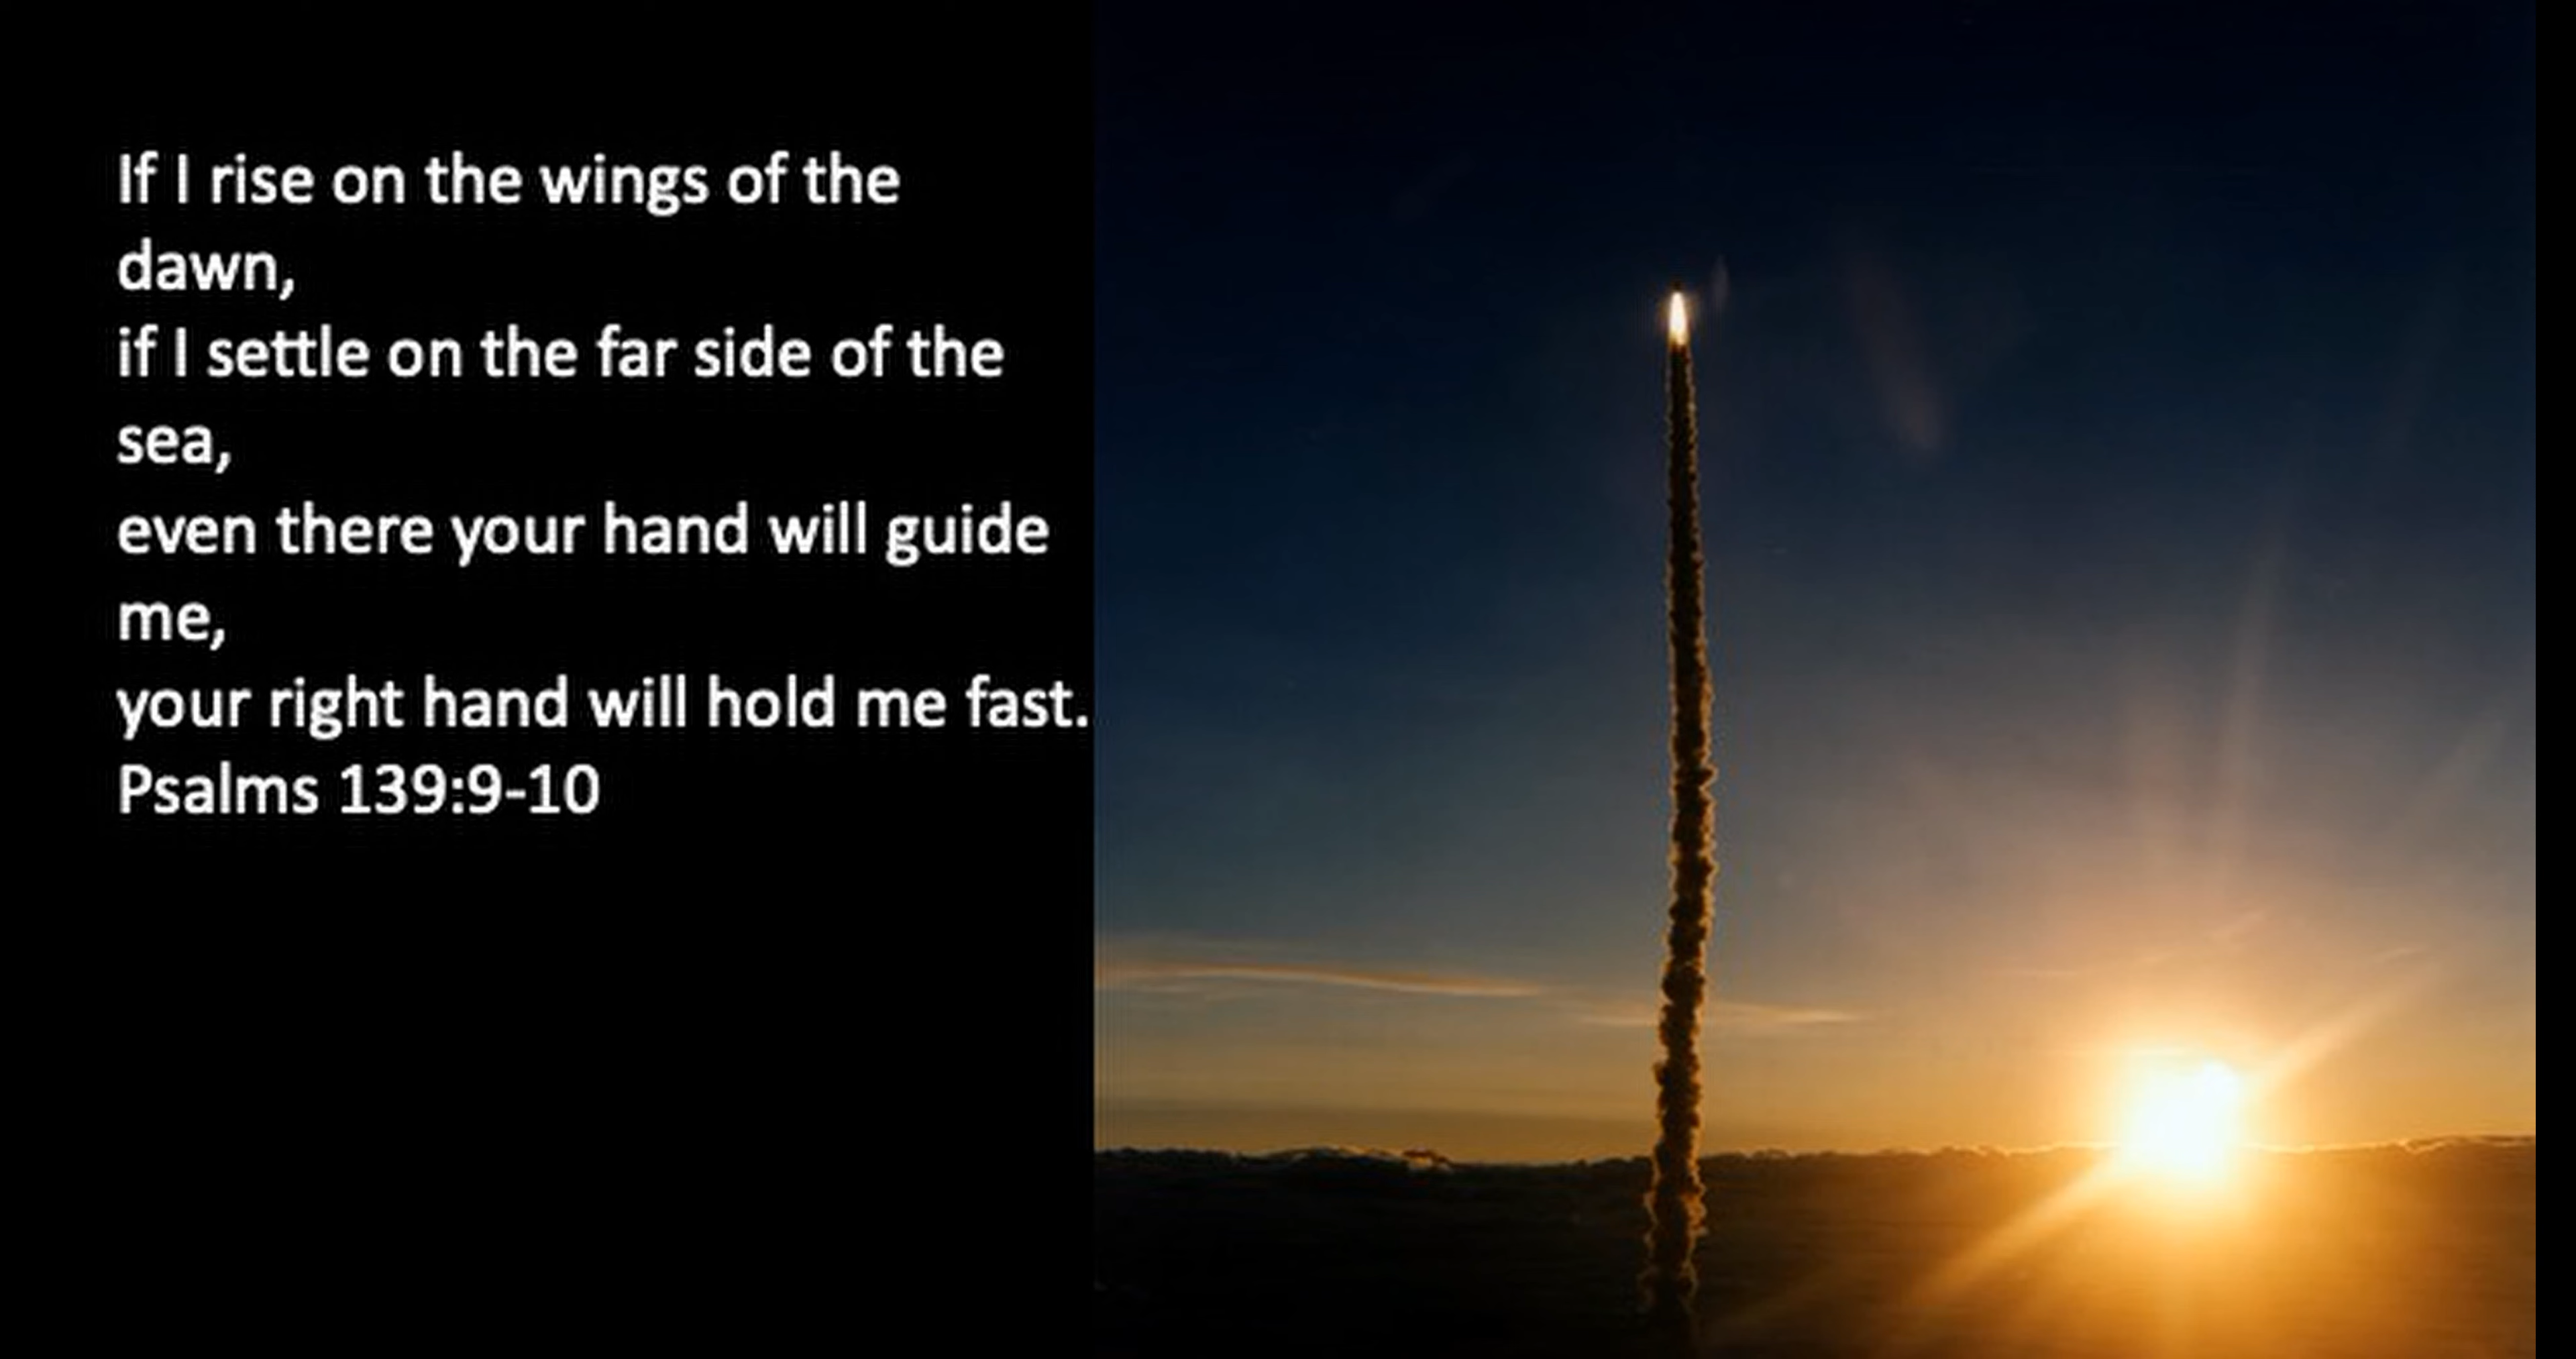 If I rise on the wings of the
dawn,
if I settle on the far side of the
sea,
even there your hand will guide
me,
your right hand will hold me fast.
Psalms 139:9-10